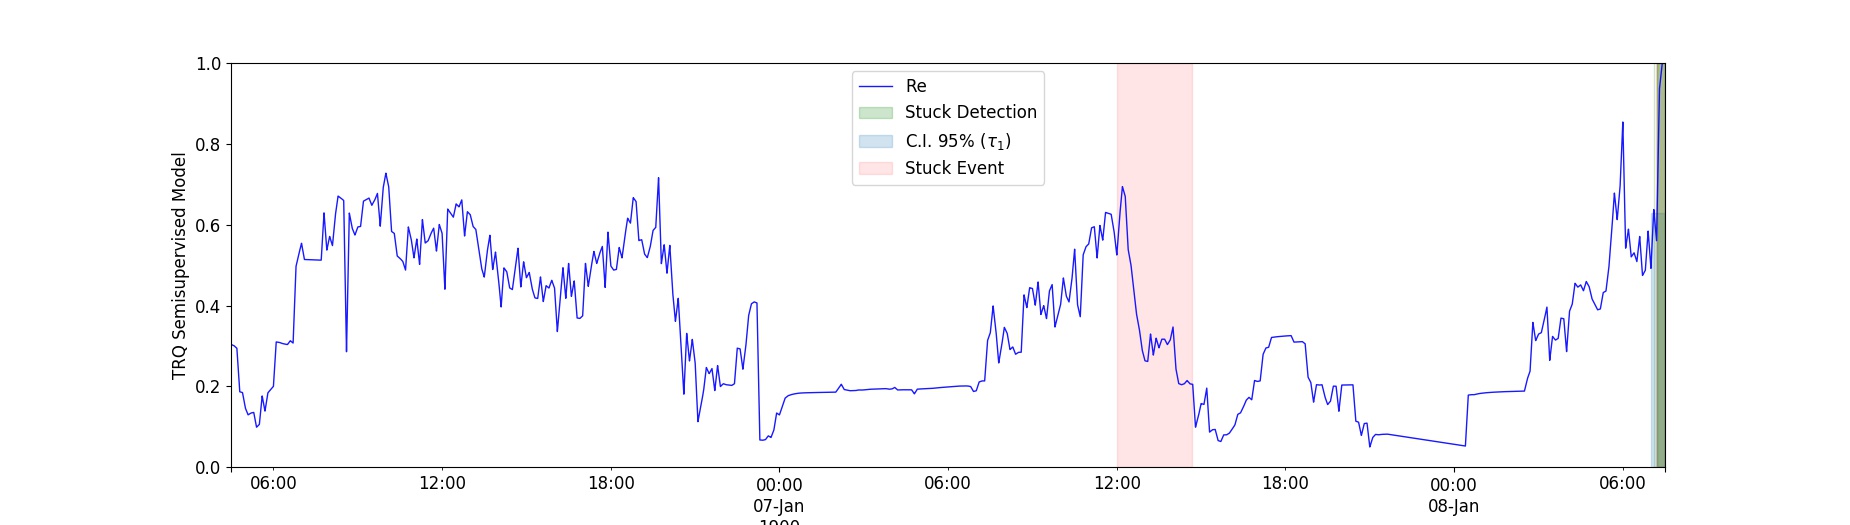 TRQ Semisupervised Model
1.0
0.8
0.6
0.4
0.2
0.0
Re
Stuck Detection
C.I. 95% (τ₁)
Stuck Event
06:00 12:00 18:00 00:00 06:00 12:00 18:00 00:00 06:00
07-Jan 08-Jan
1900